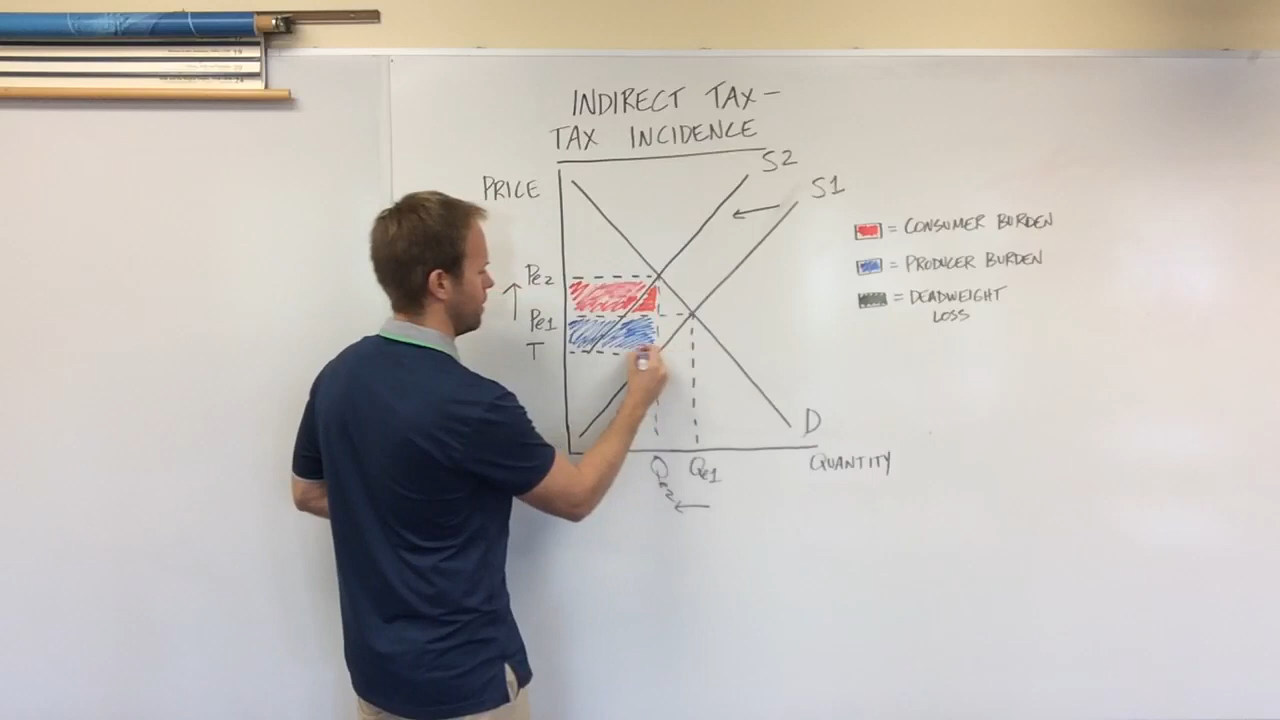 INDIRECT TAX -
TAX INCIDENCE
S2
S1
PRICE
Pe2
Pe1
T
D
QUANTITY
Qe2
Qe1
= CONSUMER BURDEN
= PRODUCER BURDEN
= DEADWEIGHT
LOSS